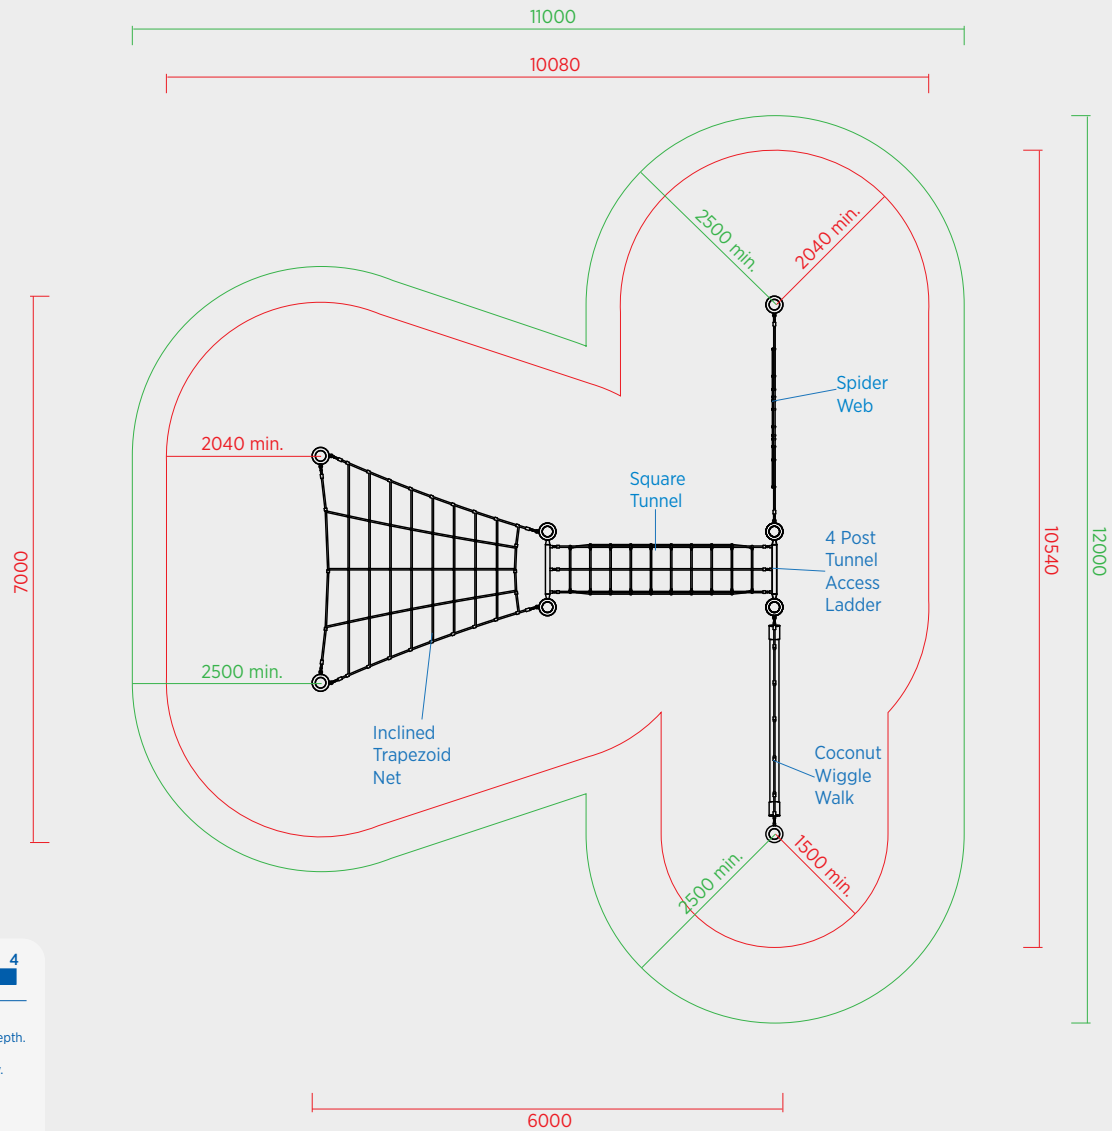 11000
10080
2500 min.
2040 min.
Spider
Web
2040 min.
Square
Tunnel
4 Post
Tunnel
Access
Ladder
7000
10540
12000
2500 min.
Inclined
Trapezoid
Net
Coconut
Wiggle
Walk
2500 min.
1500 min.
4
6000